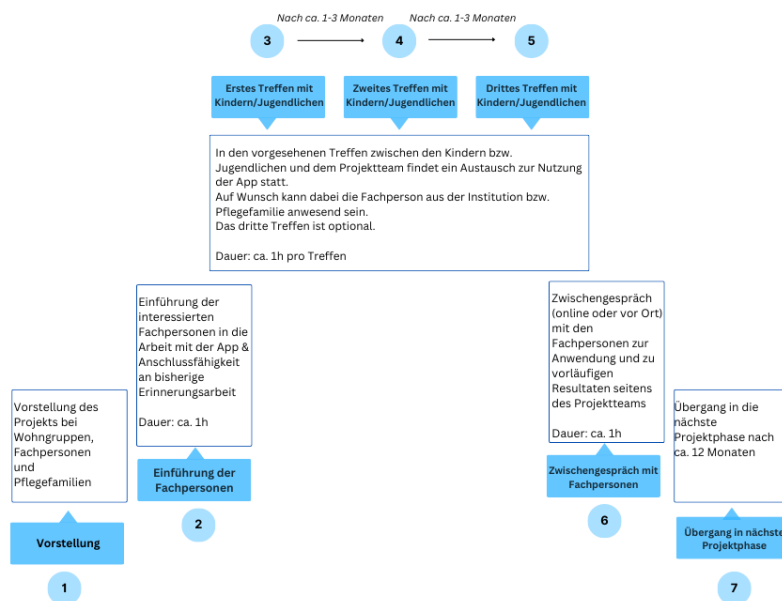 Nach ca. 1-3 Monaten
Nach ca. 1-3 Monaten
3
4
5
Erstes Treffen mit
Kindern/Jugendlichen
Zweites Treffen mit
Kindern/Jugendlichen
Drittes Treffen mit
Kindern/Jugendlichen
In den vorgesehenen Treffen zwischen den Kindern bzw.
Jugendlichen und dem Projektteam findet ein Austausch zur Nutzung
der App statt.
Auf Wunsch kann dabei die Fachperson aus der Institution bzw.
Pflegefamilie anwesend sein.
Das dritte Treffen ist optional.
Dauer: ca. 1h pro Treffen
Vorstellung des
Projekts bei
Wohngruppen,
Fachpersonen
und
Pflegefamilien
Vorstellung
1
Einführung der
interessierten
Fachpersonen in die
Arbeit mit der App &
Anschlussfähigkeit
an bisherige
Erinnerungsarbeit
Dauer: ca. 1h
Einführung der
Fachpersonen
2
Zwischengespräch
(online oder vor Ort)
mit den
Fachpersonen zur
Anwendung und zu
vorläufigen
Resultaten seitens
des Projektteams
Dauer: ca. 1h
Zwischengespräch mit
Fachpersonen
6
Übergang in die
nächste
Projektphase nach
ca. 12 Monaten
Übergang in nächste
Projektphase
7